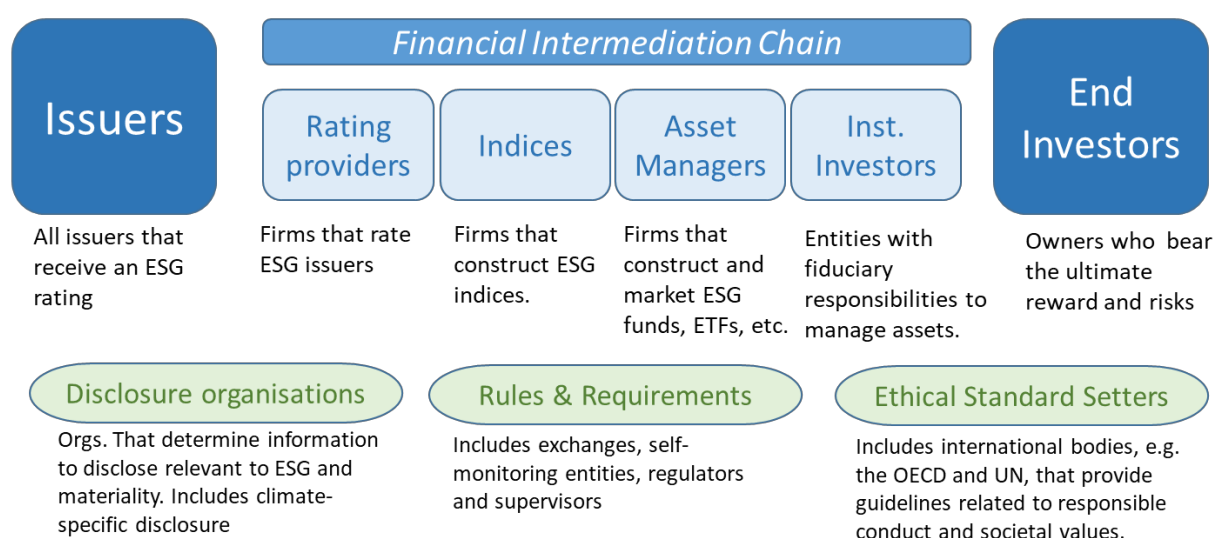 Financial Intermediation Chain
Issuers
Rating
providers
Indices
Asset
Managers
Inst.
Investors
End
Investors
All issuers that
receive an ESG
rating
Firms that rate
ESG issuers
Firms that
construct ESG
indices.
Firms that
construct and
market ESG
funds, ETFs, etc.
Entities with
fiduciary
responsibilities to
manage assets.
Owners who bear
the ultimate
reward and risks
Disclosure organisations
Orgs. That determine information
to disclose relevant to ESG and
materiality. Includes climate-
specific disclosure
Rules & Requirements
Includes exchanges, self-
monitoring entities, regulators
and supervisors
Ethical Standard Setters
Includes international bodies, e.g.
the OECD and UN, that provide
guidelines related to responsible
conduct and societal values.